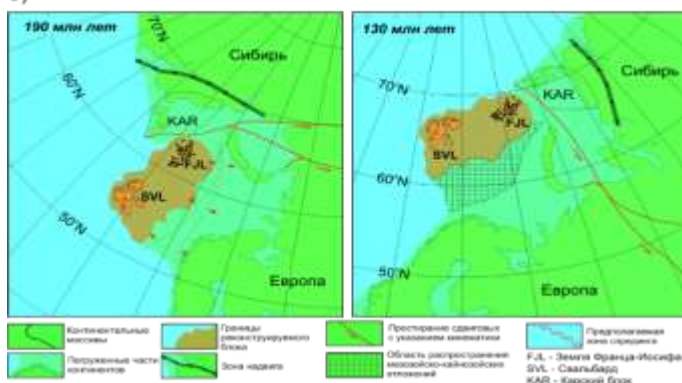 190 млн лет
70°N
Сибирь
60°N
KAR
FJL
SVL
50°N
Европа
130 млн лет
70°N
Сибирь
KAR
FJL
SVL
60°N
50°N
Европа
Континентальные массивы
Погруженные части континентов
Границы реконструируемого блока
Зона надвига
Простирание сдвиговых с указанием кинематики
Область распространения мезозойско-кайнозойских отложений
Предполагаемая зона спрединга
FJL - Земля Франца-Иосифа
SVL - Свальбард
KAR - Карский блок